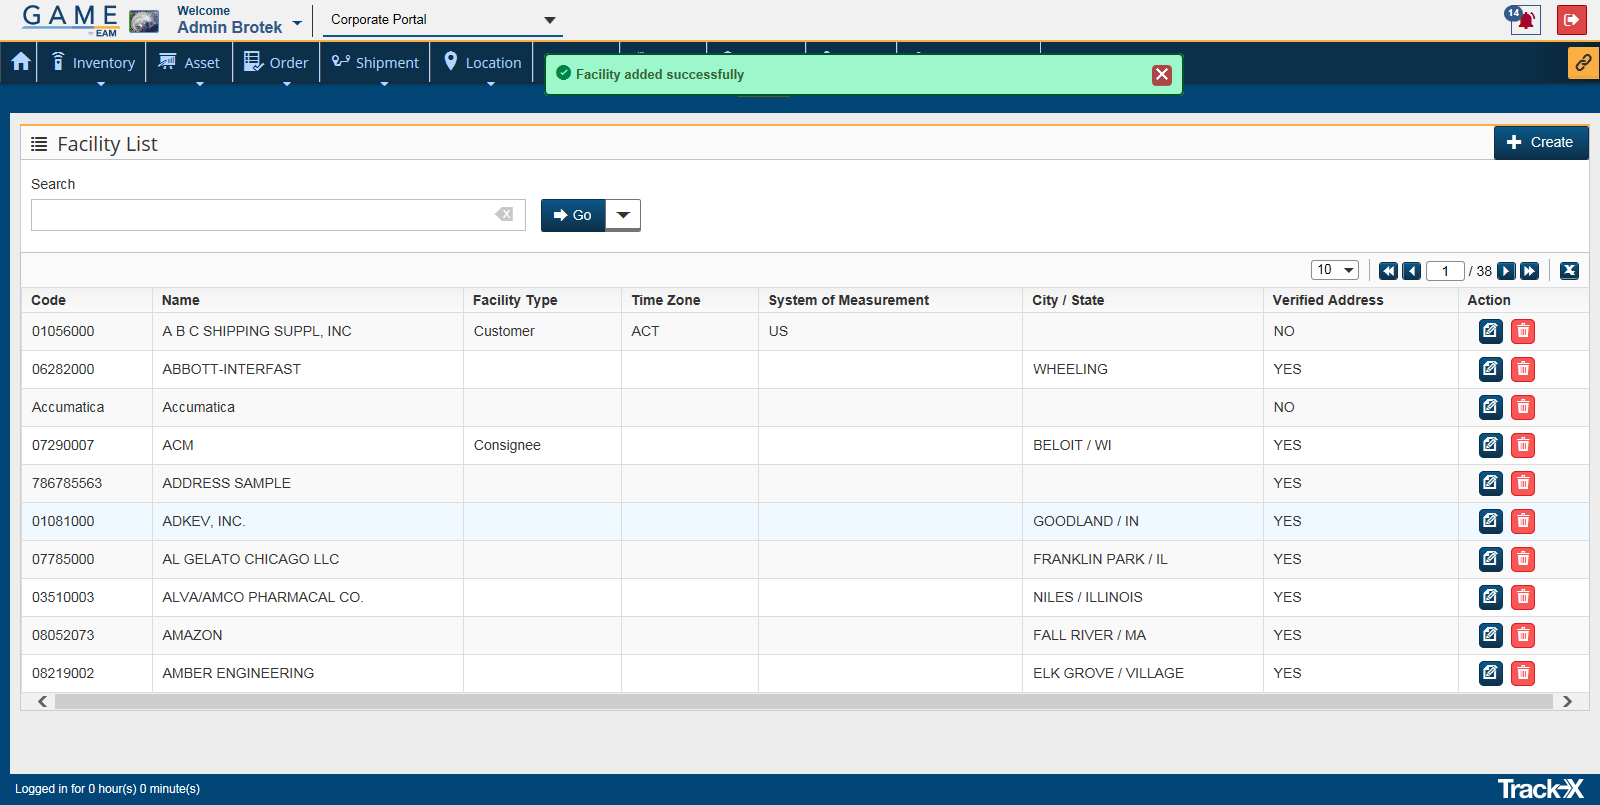 GAME
EAM
Welcome
Admin Brotek
Corporate Portal
14
Inventory
Asset
Order
Shipment
Location
Facility added successfully
Facility List
Create
Search
Go
10
1 / 38
Code Name Facility Type Time Zone System of Measurement City / State Verified Address Action
01056000 A B C SHIPPING SUPPL, INC Customer ACT US NO
06282000 ABBOTT-INTERFAST WHEELING YES
Accumatica Accumatica NO
07290007 ACM Consignee BELOIT / WI YES
786785563 ADDRESS SAMPLE YES
01081000 ADKEV, INC. GOODLAND / IN YES
07785000 AL GELATO CHICAGO LLC FRANKLIN PARK / IL YES
03510003 ALVA/AMCO PHARMACAL CO. NILES / ILLINOIS YES
08052073 AMAZON FALL RIVER / MA YES
08219002 AMBER ENGINEERING ELK GROVE / VILLAGE YES
Logged in for 0 hour(s) 0 minute(s)
Track-X